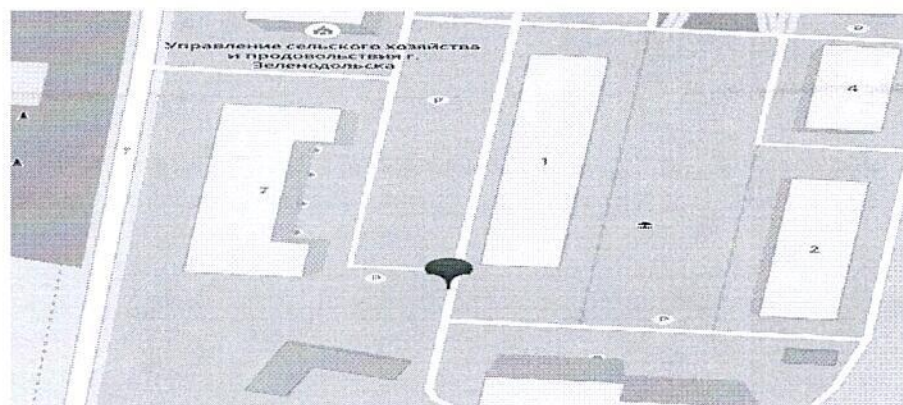 Управление сельского хозяйства
и продовольствия г.
Зеленодольска
P
P
4
1
7
2
P
P